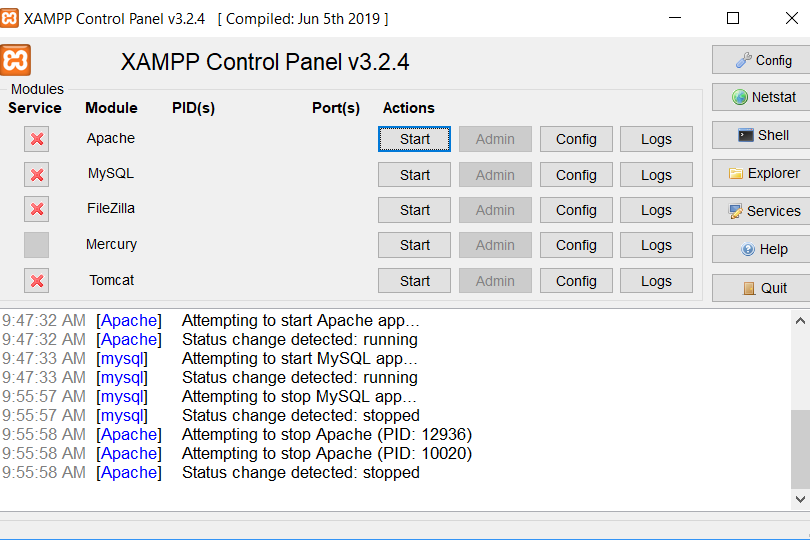 XAMPP Control Panel v3.2.4 [ Compiled: Jun 5th 2019 ]
XAMPP Control Panel v3.2.4
Config
Modules
Service Module PID(s) Port(s) Actions
Netstat
Apache Start Admin Config Logs
Shell
MySQL Start Admin Config Logs
Explorer
FileZilla Start Admin Config Logs
Services
Mercury Start Admin Config Logs
Help
Tomcat Start Admin Config Logs
Quit
9:47:32 AM [Apache] Attempting to start Apache app...
9:47:32 AM [Apache] Status change detected: running
9:47:33 AM [mysql] Attempting to start MySQL app...
9:47:33 AM [mysql] Status change detected: running
9:55:57 AM [mysql] Attempting to stop MySQL app...
9:55:57 AM [mysql] Status change detected: stopped
9:55:58 AM [Apache] Attempting to stop Apache (PID: 12936)
9:55:58 AM [Apache] Attempting to stop Apache (PID: 10020)
9:55:58 AM [Apache] Status change detected: stopped